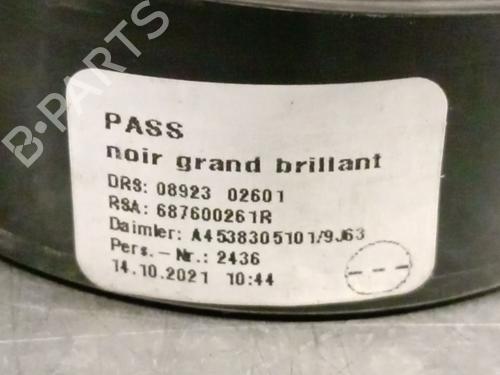 PASS
noir grand brillant
DRS: 08923 02601
RSA: 687600261R
Daimler: A4538305101/9J63
Pers.-Nr.: 2436
14.10.2021 10:44
B-PARTS